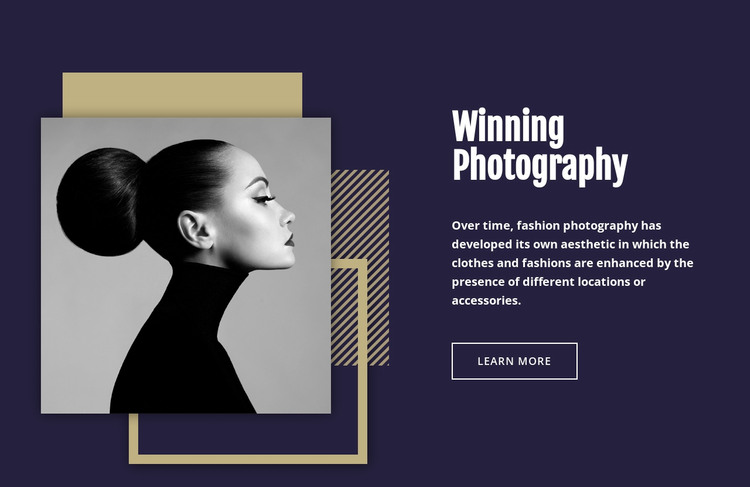 Winning
Photography
Over time, fashion photography has
developed its own aesthetic in which the
clothes and fashions are enhanced by the
presence of different locations or
accessories.
LEARN MORE